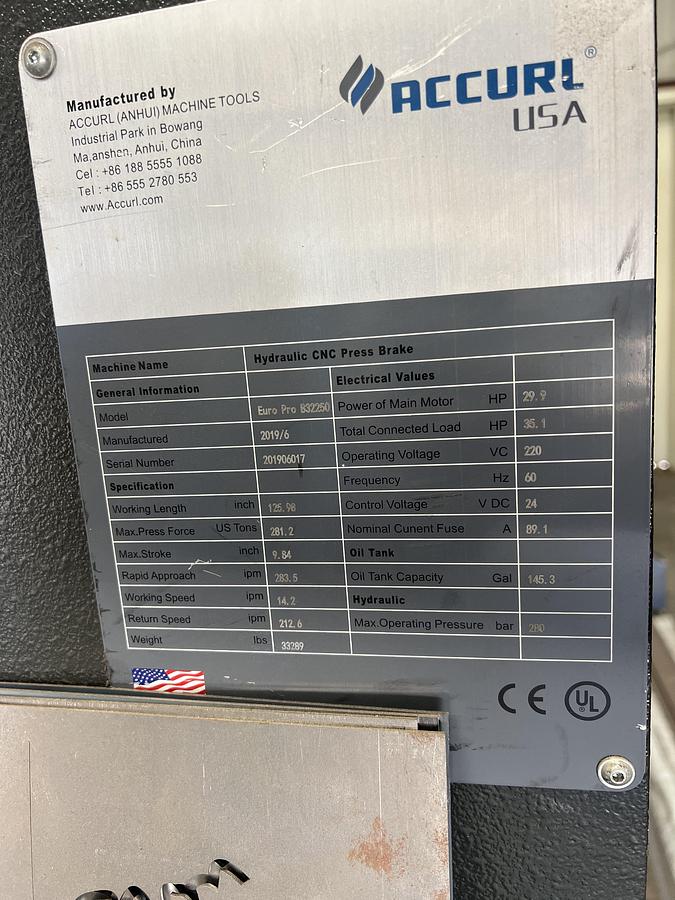 Manufactured by
ACCURL (ANHUI) MACHINE TOOLS
Industrial Park in Bowang
Ma,anshen, Anhui, China
Cel : +86 188 5555 1088
Tel : +86 555 2780 553
www.Accurl.com
ACCURL®
USA
Machine Name Hydraulic CNC Press Brake
General Information Electrical Values
Model Euro Pro B32250 Power of Main Motor HP 29.9
Manufactured 2019/6 Total Connected Load HP 35.1
Serial Number 201906017 Operating Voltage VC 220
Specification Frequency Hz 60
Working Length inch 125.98 Control Voltage V DC 24
Max.Press Force US Tons 281.2 Nominal Cunent Fuse A 89.1
Max.Stroke inch 9.84 Oil Tank
Rapid Approach ipm 283.5 Oil Tank Capacity Gal 145.3
Working Speed ipm 14.2 Hydraulic
Return Speed ipm 212.6 Max.Operating Pressure bar 280
Weight lbs 33289
CE UL